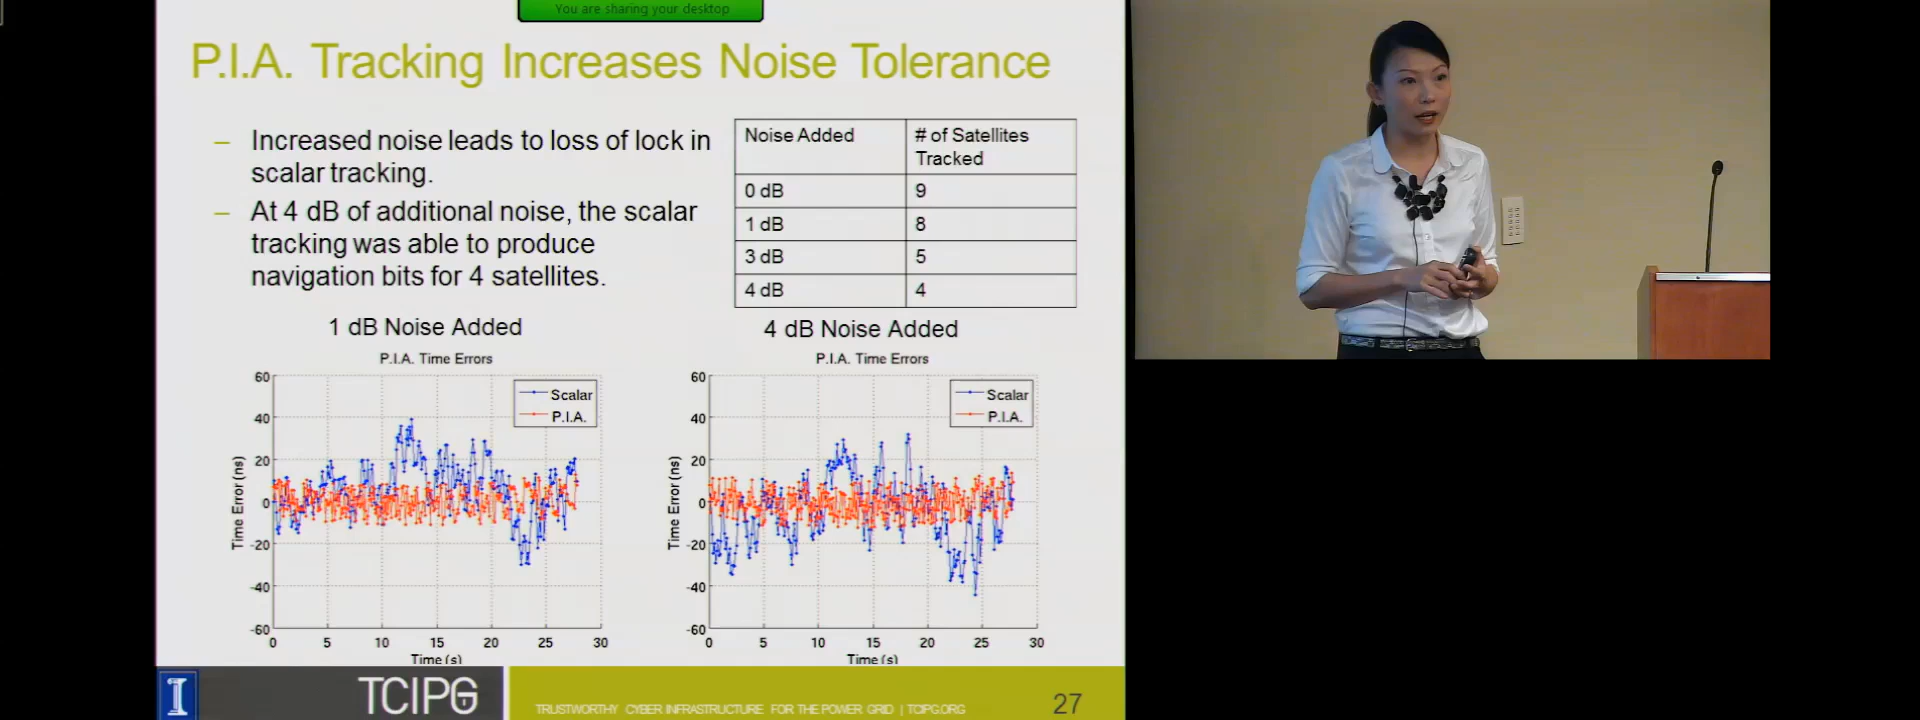 You are sharing your desktop
P.I.A. Tracking Increases Noise Tolerance
– Increased noise leads to loss of lock in
scalar tracking.
– At 4 dB of additional noise, the scalar
tracking was able to produce
navigation bits for 4 satellites.
Noise Added # of Satellites
Tracked
0 dB 9
1 dB 8
3 dB 5
4 dB 4
1 dB Noise Added
P.I.A. Time Errors
60
40
20
0
-20
-40
-60
Time Error (ns)
Scalar
P.I.A.
0 5 10 15 20 25 30
Time (s)
4 dB Noise Added
P.I.A. Time Errors
60
40
20
0
-20
-40
-60
Time Error (ns)
Scalar
P.I.A.
0 5 10 15 20 25 30
Time (s)
I
TCIPG
TRUSTWORTHY CYBER INFRASTRUCTURE FOR THE POWER GRID | TCIPG.ORG
27